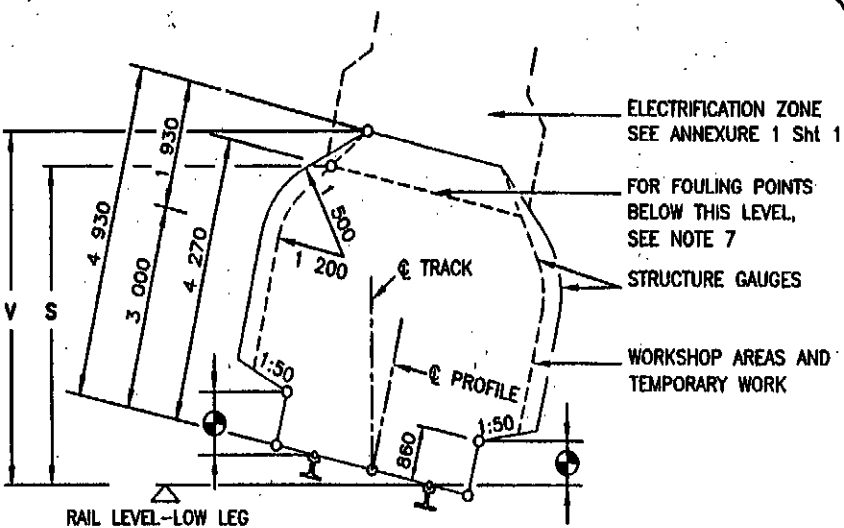 ELECTRIFICATION ZONE
SEE ANNEXURE 1 Sht 1
FOR FOULING POINTS
BELOW THIS LEVEL,
SEE NOTE 7
STRUCTURE GAUGES
WORKSHOP AREAS AND
TEMPORARY WORK
4 930
1 930
3 000
4 270
V
S
1 500
1 200
℄ TRACK
℄ PROFILE
1:50
1:50
860
RAIL LEVEL-LOW LEG